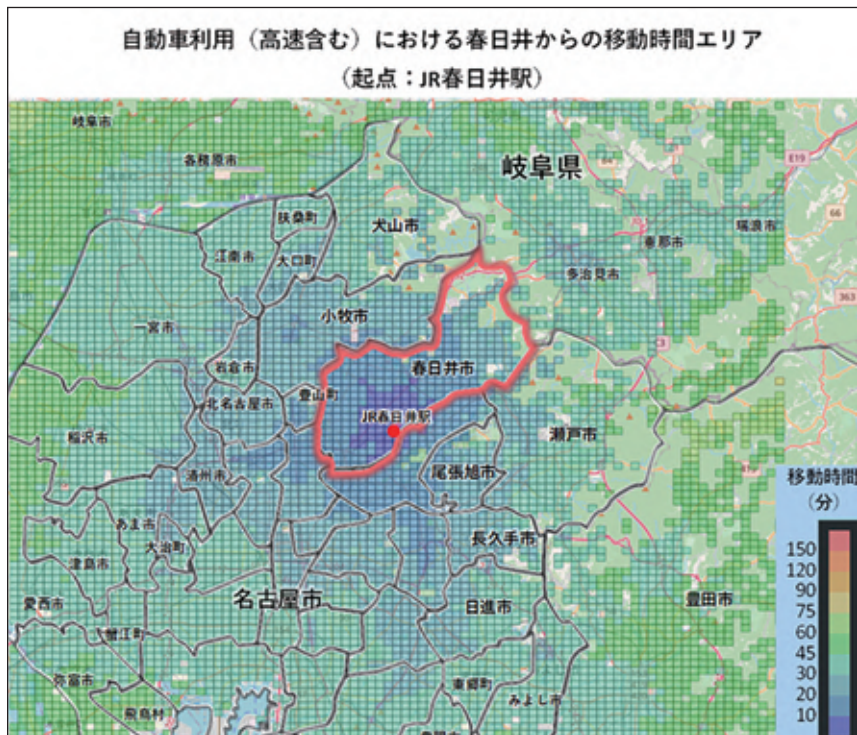 自動車利用（高速含む）における春日井からの移動時間エリア
（起点：JR春日井駅）
岐阜市
各務原市
岐阜県
E19
扶桑町
犬山市
66
瑞浪市
江南市
恵那市
大口町
多治見市
363
小牧市
一宮市
C3
岩倉市
春日井市
豊山町
北名古屋市
JR春日井駅
稲沢市
瀬戸市
尾張旭市
清州市
移動時間
（分）
あま市
長久手市
大治町
津島市
150
120
名古屋市
90
愛西市
日進市
豊田市
75
蟹江町
60
45
弥富市
東郷町
30
みよし市
20
飛島村
10